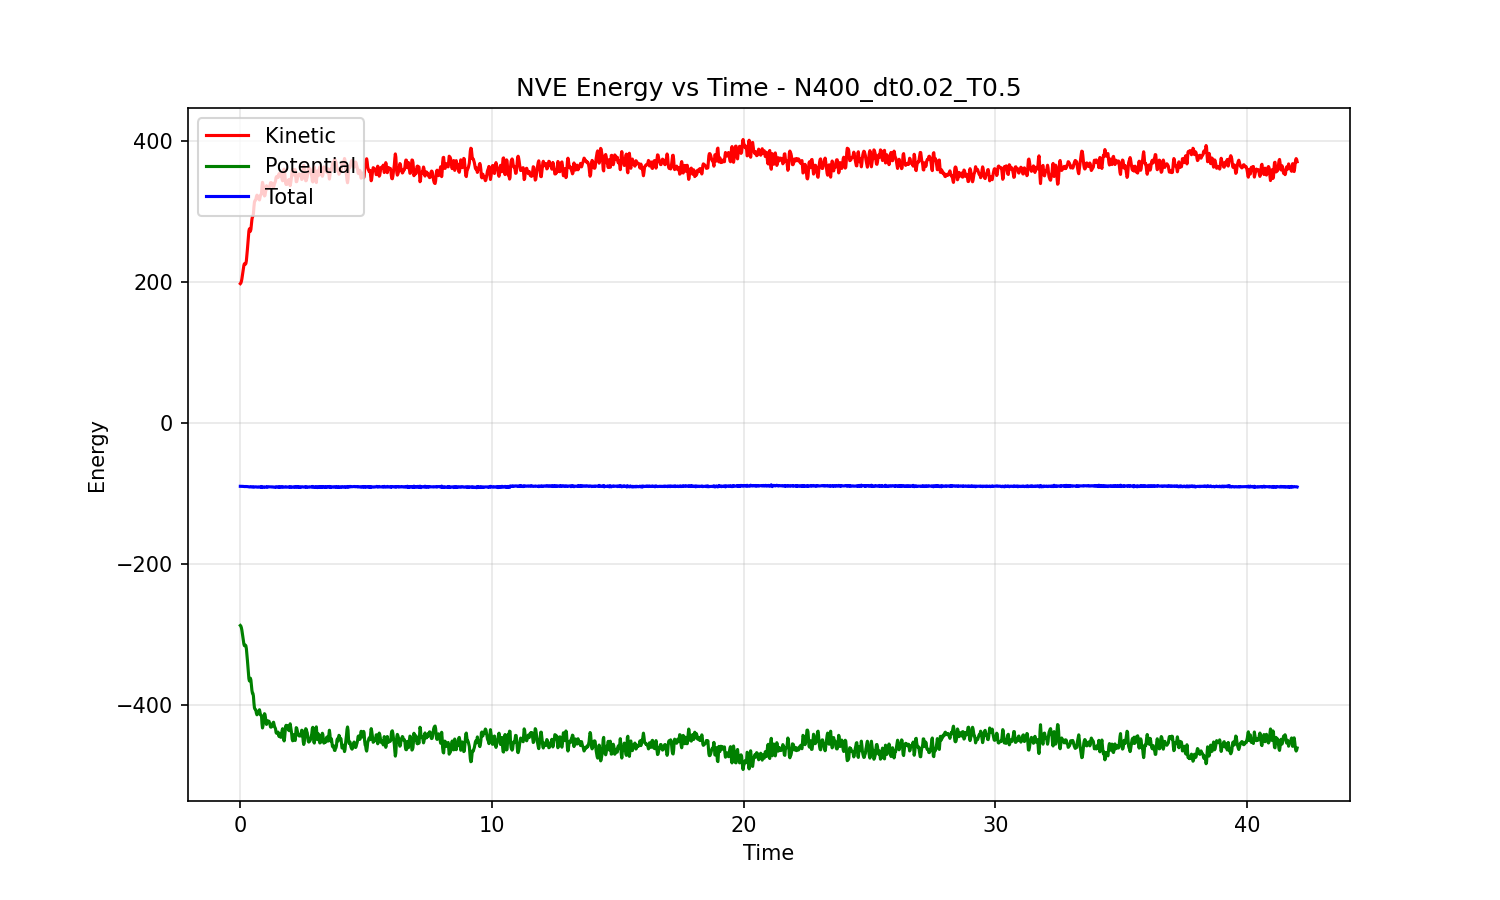 NVE Energy vs Time - N400_dt0.02_T0.5
Kinetic
Potential
Total
400
200
0
−200
−400
Energy
0
10
20
30
40
Time